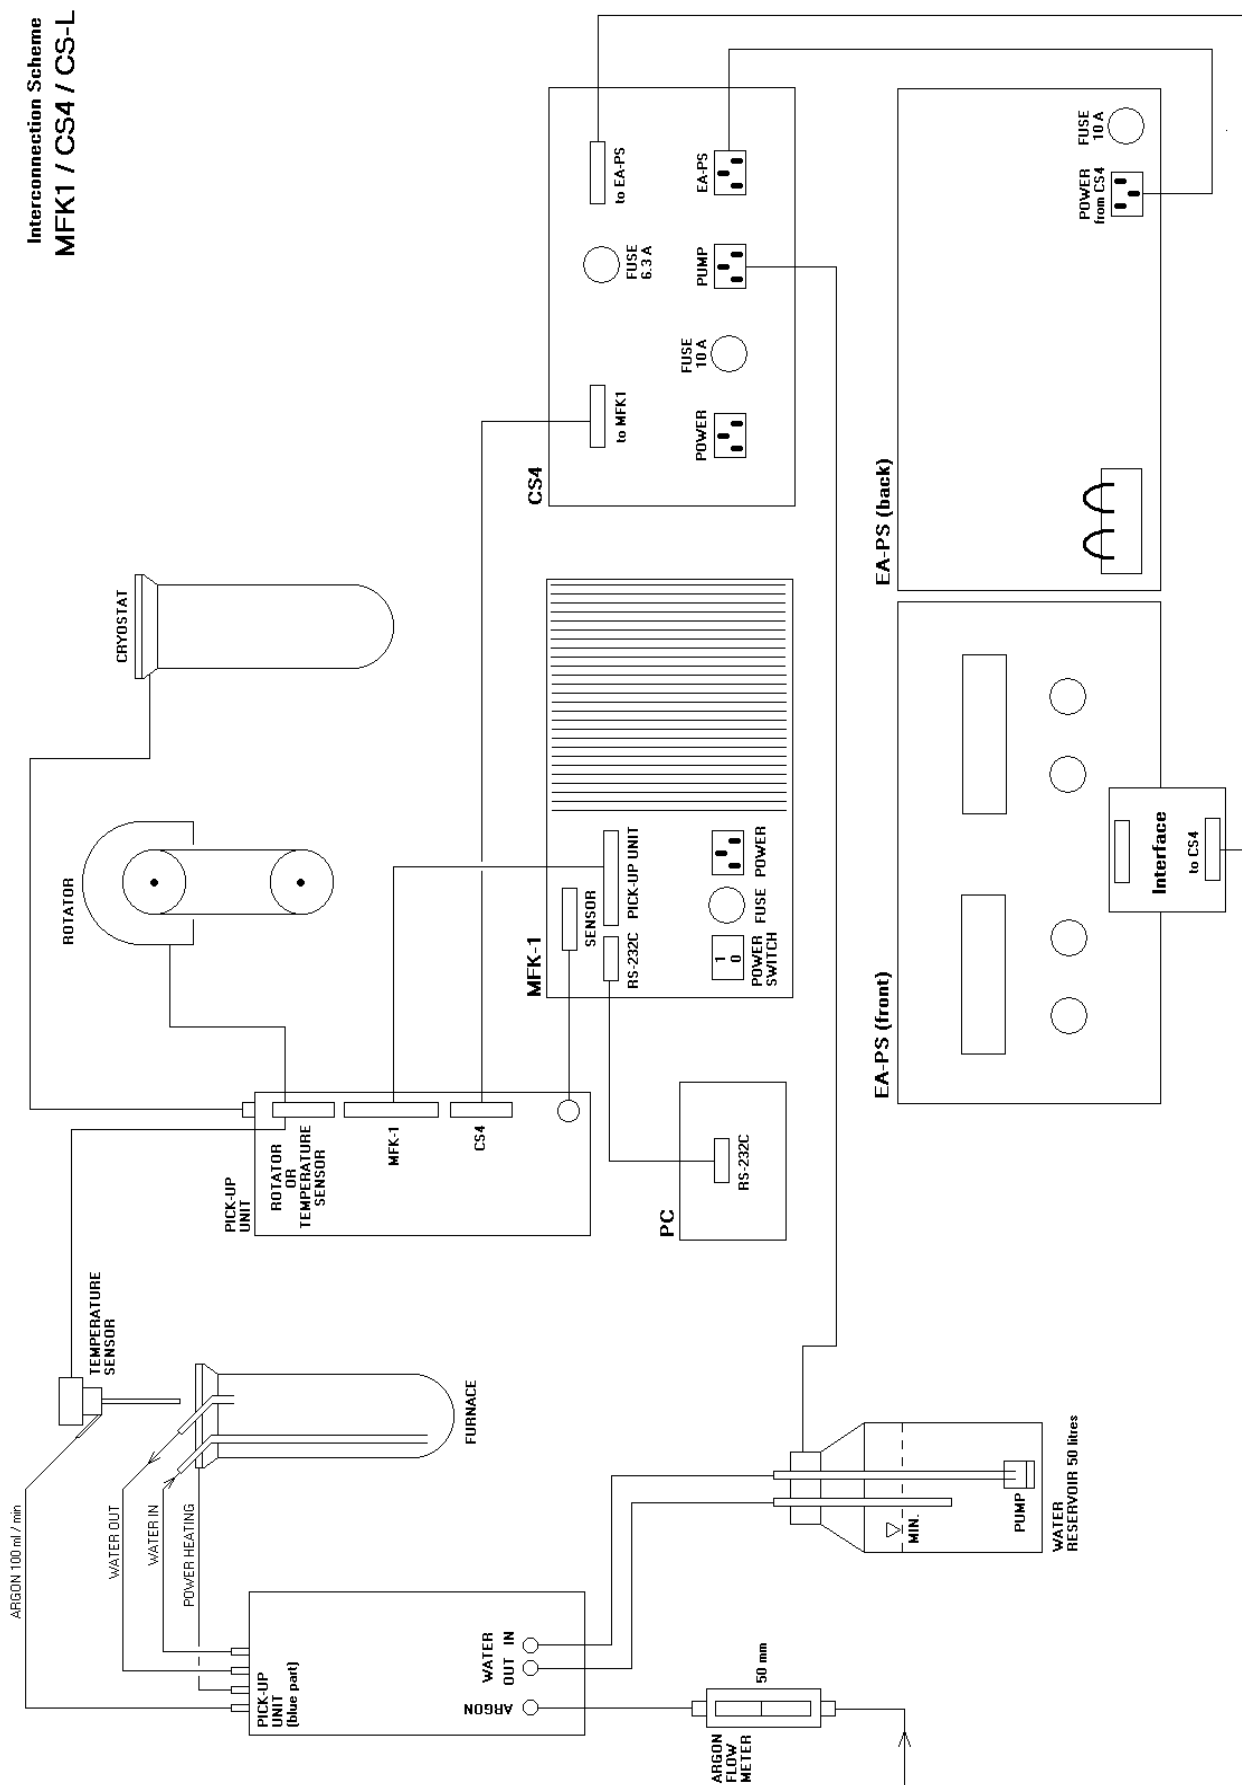 Interconnection Scheme
MFK1 / CS4 / CS-L
ARGON 100 ml / min
WATER OUT
WATER IN
POWER HEATING
TEMPERATURE
SENSOR
FURNACE
PICK-UP
UNIT
(blue part)
WATER
OUT IN
ARGON
ARGON
FLOW
METER
50 mm
MIN.
PUMP
WATER
RESERVOIR 50 litres
ROTATOR
CRYOSTAT
PICK-UP
UNIT
ROTATOR
OR
TEMPERATURE
SENSOR
MFK-1
CS4
PC
RS-232C
MFK-1
SENSOR
RS-232C
PICK-UP UNIT
1
0
POWER
SWITCH
FUSE
POWER
CS4
to MFK1
FUSE
6.3 A
to EA-PS
POWER
FUSE
10 A
PUMP
EA-PS
EA-PS (front)
Interface
to CS4
EA-PS (back)
POWER
from CS4
FUSE
10 A